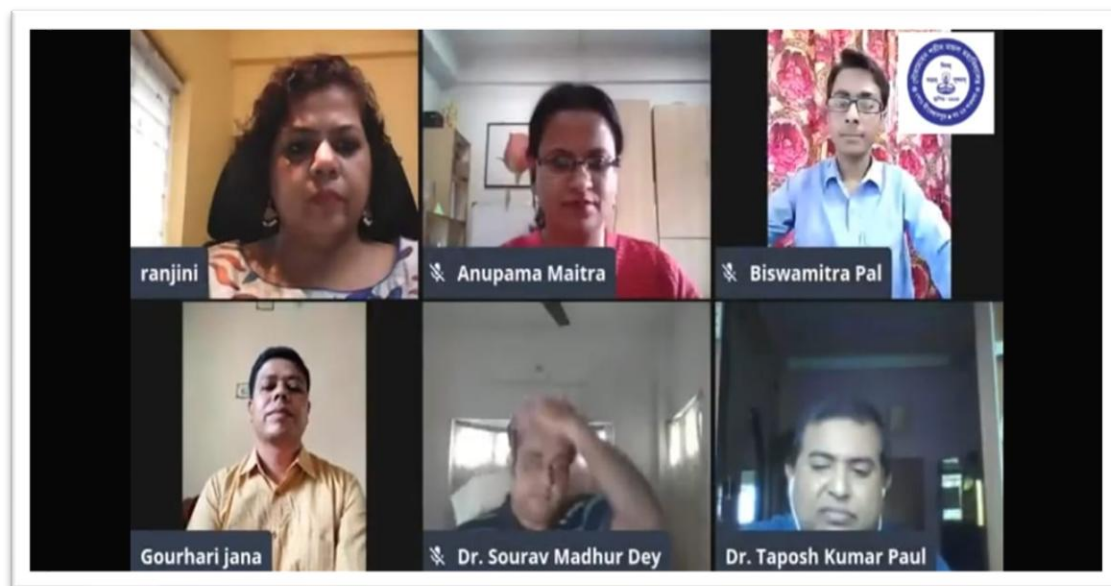 ranjini
Anupama Maitra
Biswamitra Pal
Gourhari jana
Dr. Sourav Madhur Dey
Dr. Taposh Kumar Paul